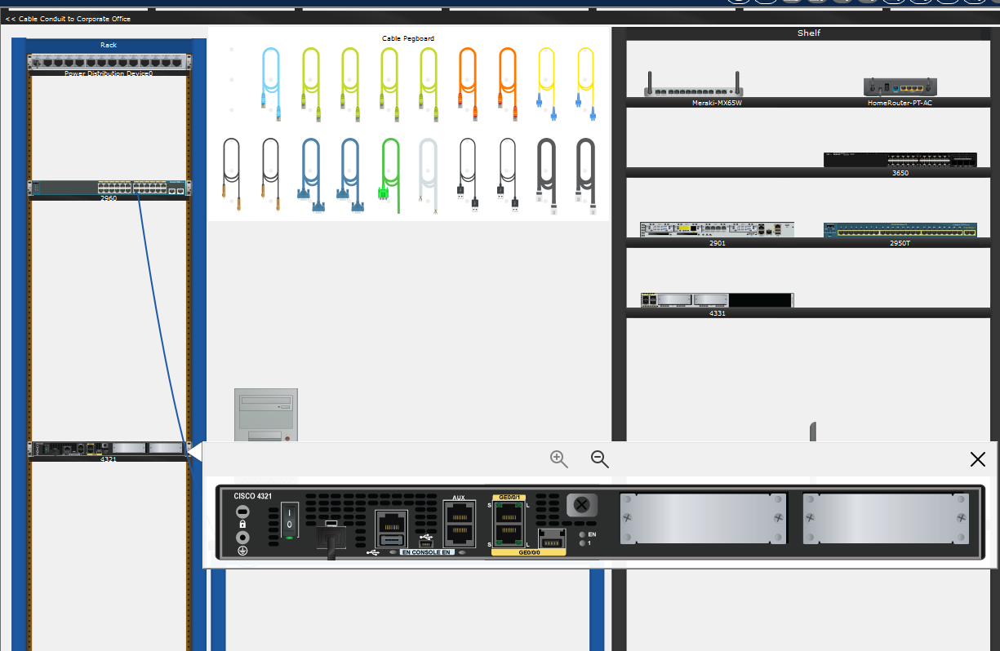 << Cable Conduit to Corporate Office
Rack
Power Distribution Device0
2960
4321
Cable Pegboard
Shelf
Meraki-MX65W
HomeRouter-PT-AC
3650
2901
2950T
4331
CISCO 4321
I
O
AUX
GE0/0/1
S
L
S
L
EN CONSOLE EN
GE0/0/0
EN
1